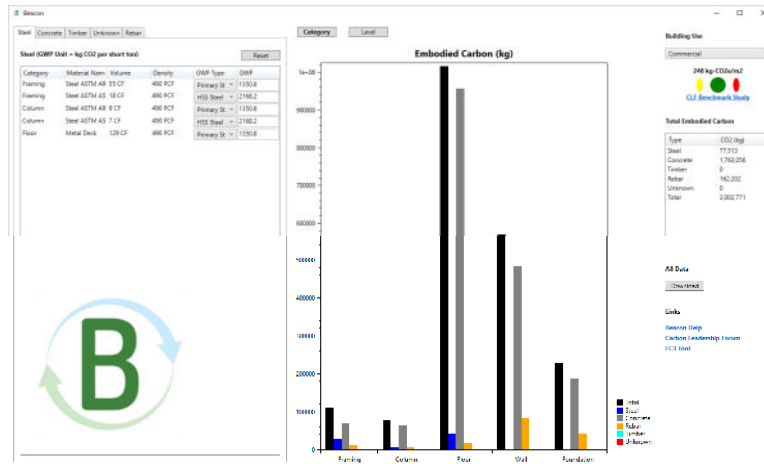 Beacon
Steel Concrete Timber Unknown Rebar
Category Level
Steel (GWP Unit = kg CO2 per short ton) Reset
Category Material Nam Volume Density GWP Type GWP
Framing Steel ASTM A9 55 CF 490 PCF Primary St 1350.8
Framing Steel ASTM A5 18 CF 490 PCF HSS Steel 2168.2
Column Steel ASTM A9 9 CF 490 PCF Primary St 1350.8
Column Steel ASTM A5 7 CF 490 PCF HSS Steel 2168.2
Floor Metal Deck 129 CF 490 PCF Primary St 1350.8
B
Embodied Carbon (kg)
1e+06
900000
800000
700000
600000
500000
400000
300000
200000
100000
0
Framing Column Floor Wall Foundation
Total
Steel
Concrete
Rebar
Timber
Unknown
Building Use
Commercial
248 kg-CO2e/m2
CLF Benchmark Study
Total Embodied Carbon
Type CO2 (kg)
Steel 77,513
Concrete 1,763,056
Timber 0
Rebar 162,202
Unknown 0
Total 2,002,771
All Data
Download
Links
Beacon Help
Carbon Leadership Forum
EC3 Tool